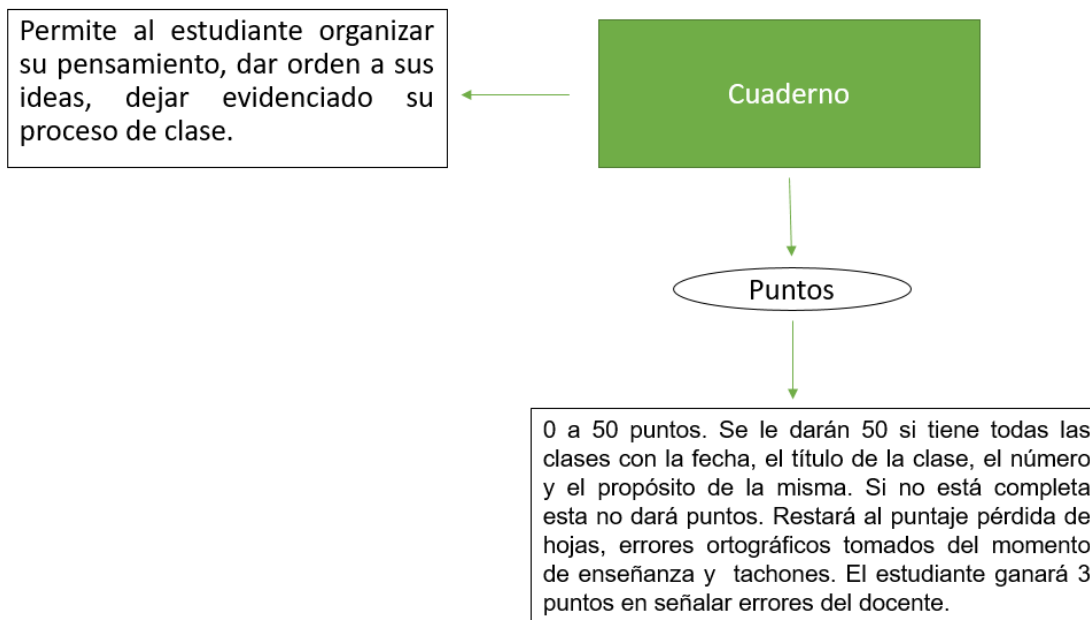 Permite al estudiante organizar
su pensamiento, dar orden a sus
ideas, dejar evidenciado su
proceso de clase.
Cuaderno
Puntos
0 a 50 puntos. Se le darán 50 si tiene todas las
clases con la fecha, el título de la clase, el número
y el propósito de la misma. Si no está completa
esta no dará puntos. Restará al puntaje pérdida de
hojas, errores ortográficos tomados del momento
de enseñanza y tachones. El estudiante ganará 3
puntos en señalar errores del docente.